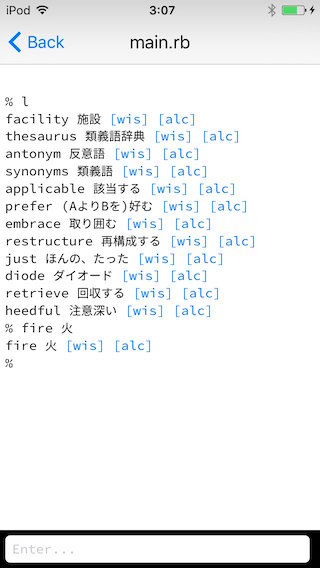 iPod 3:07
Back main.rb
% l
facility 施設 [wis] [alc]
thesaurus 類義語辞典 [wis] [alc]
antonym 反意語 [wis] [alc]
synonyms 類義語 [wis] [alc]
applicable 該当する [wis] [alc]
prefer (AよりBを)好む [wis] [alc]
embrace 取り囲む [wis] [alc]
restructure 再構成する [wis] [alc]
just ほんの、たった [wis] [alc]
diode ダイオード [wis] [alc]
retrieve 回収する [wis] [alc]
heedful 注意深い [wis] [alc]
% fire 火
fire 火 [wis] [alc]
%
Enter...